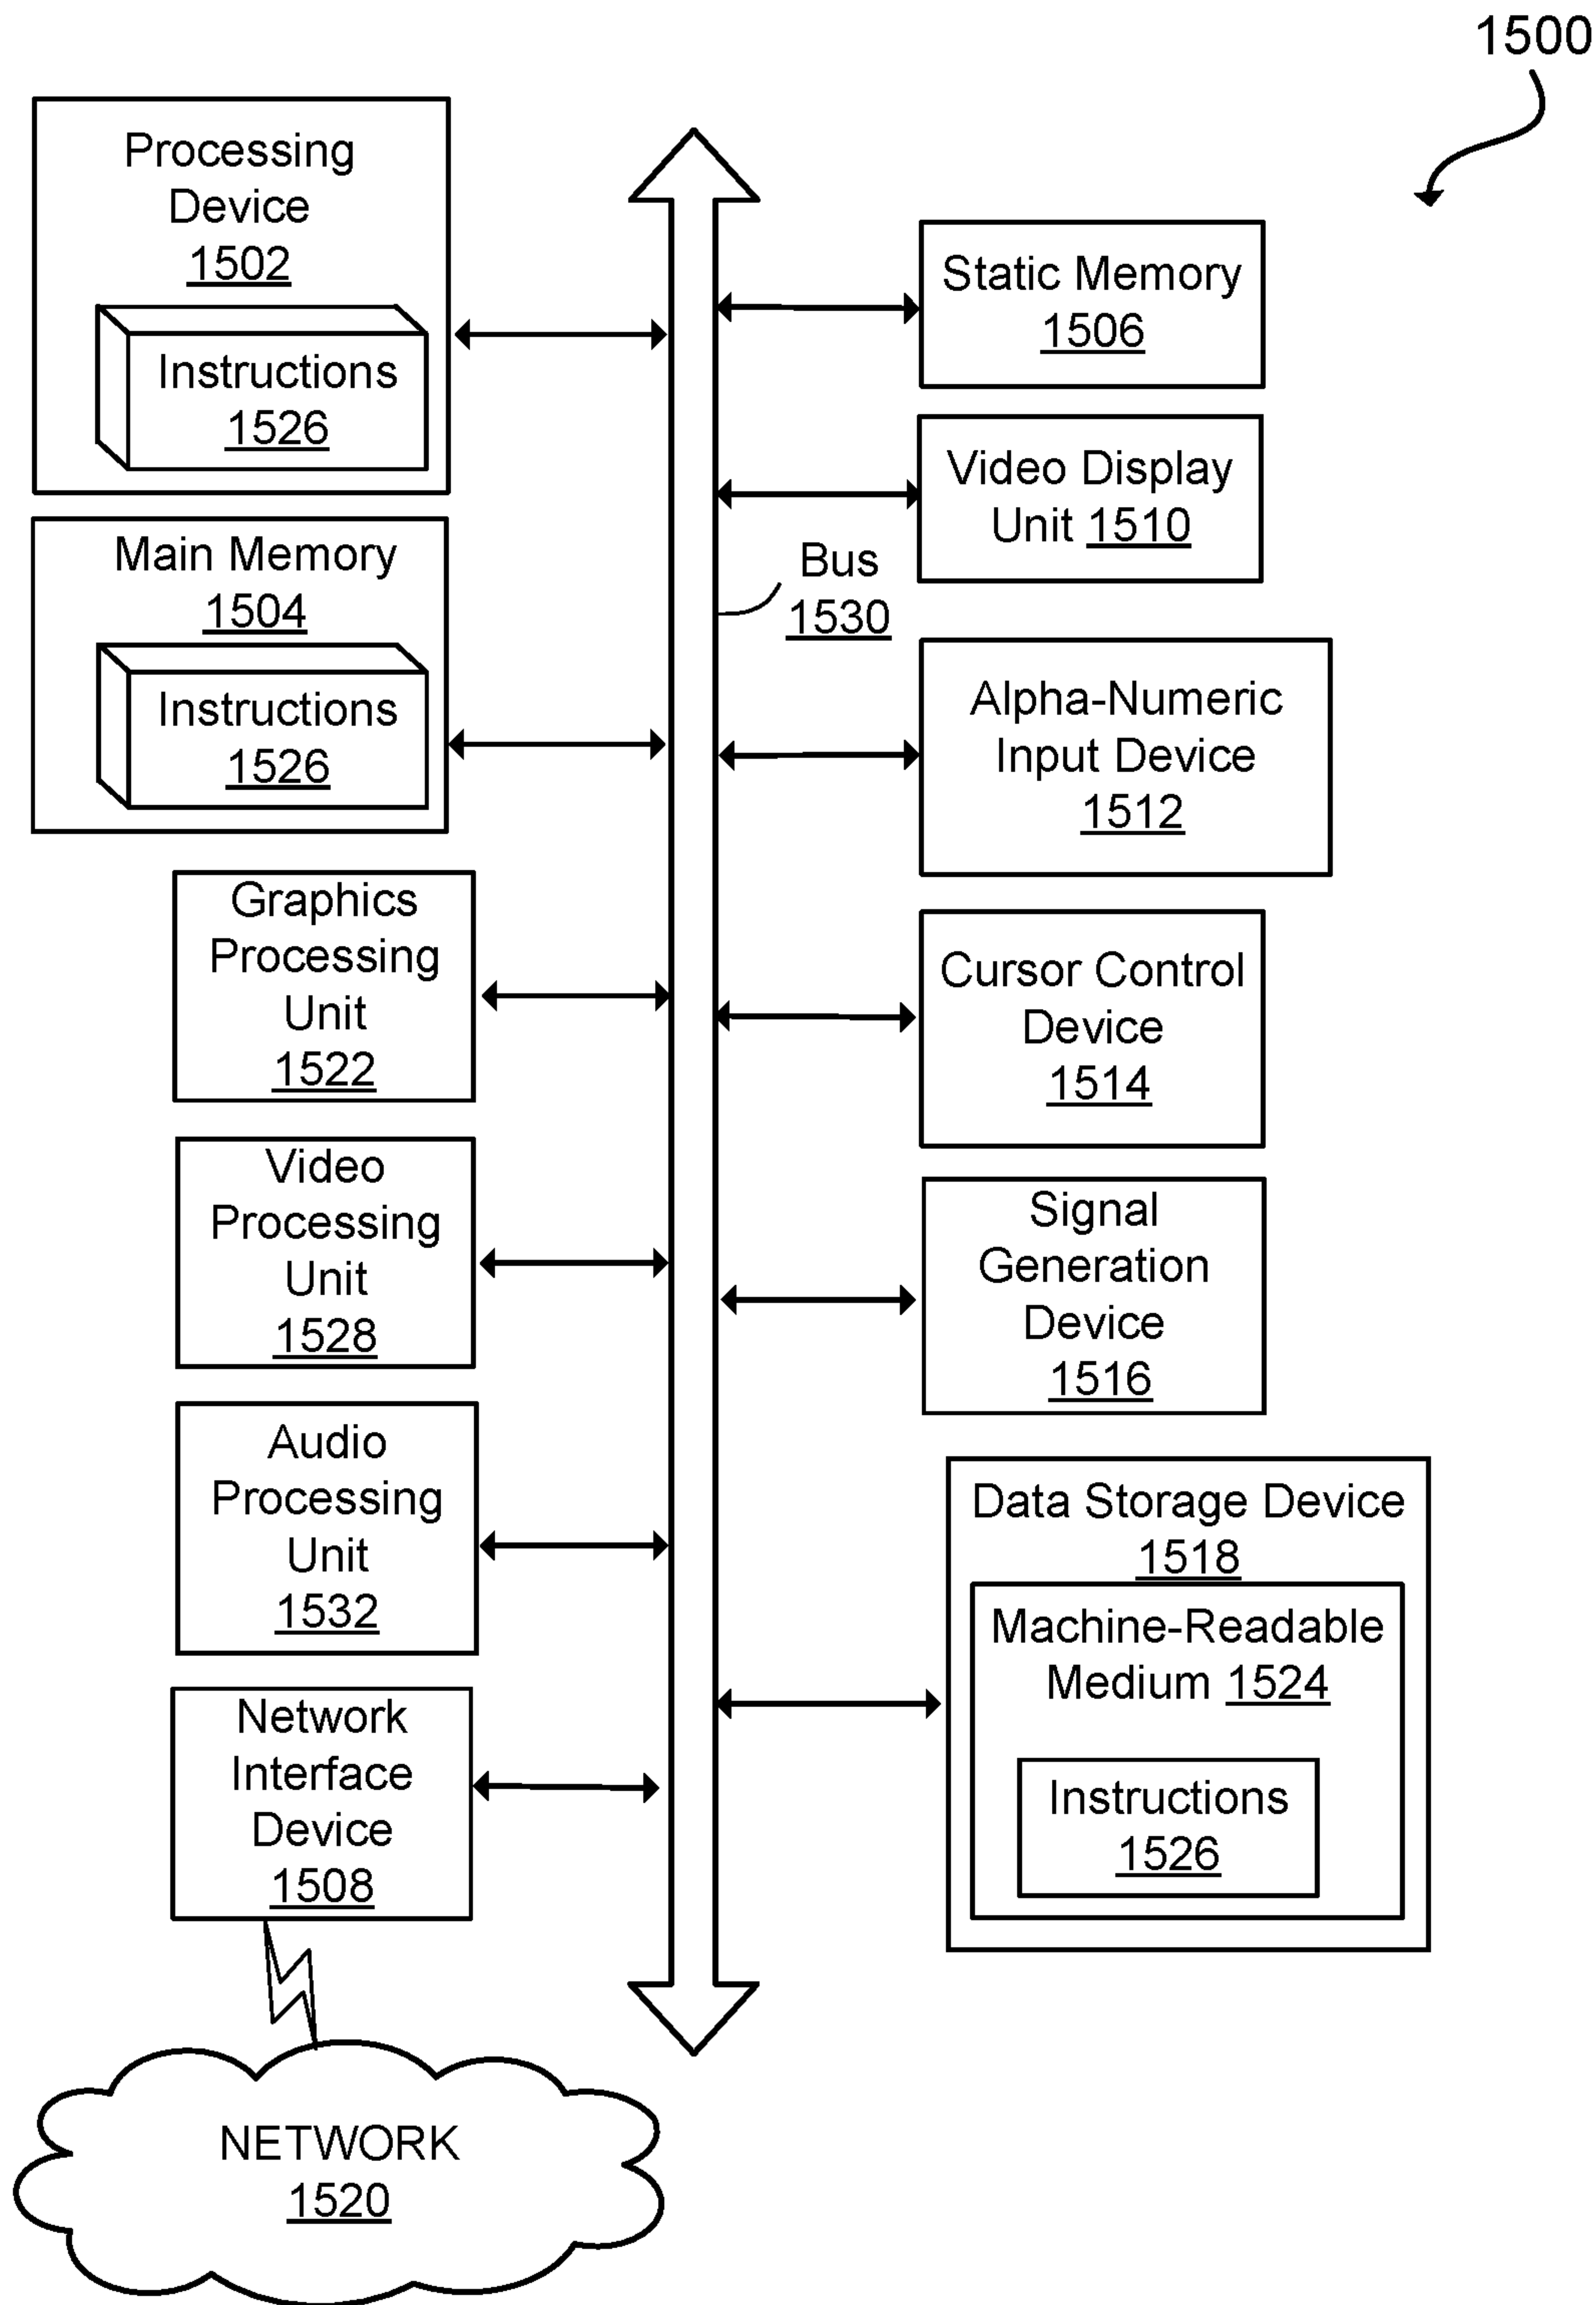 1500
Processing
Device
1502
Instructions
1526
Main Memory
1504
Instructions
1526
Graphics
Processing
Unit
1522
Video
Processing
Unit
1528
Audio
Processing
Unit
1532
Network
Interface
Device
1508
NETWORK
1520
Bus
1530
Static Memory
1506
Video Display
Unit 1510
Alpha-Numeric
Input Device
1512
Cursor Control
Device
1514
Signal
Generation
Device
1516
Data Storage Device
1518
Machine-Readable
Medium 1524
Instructions
1526